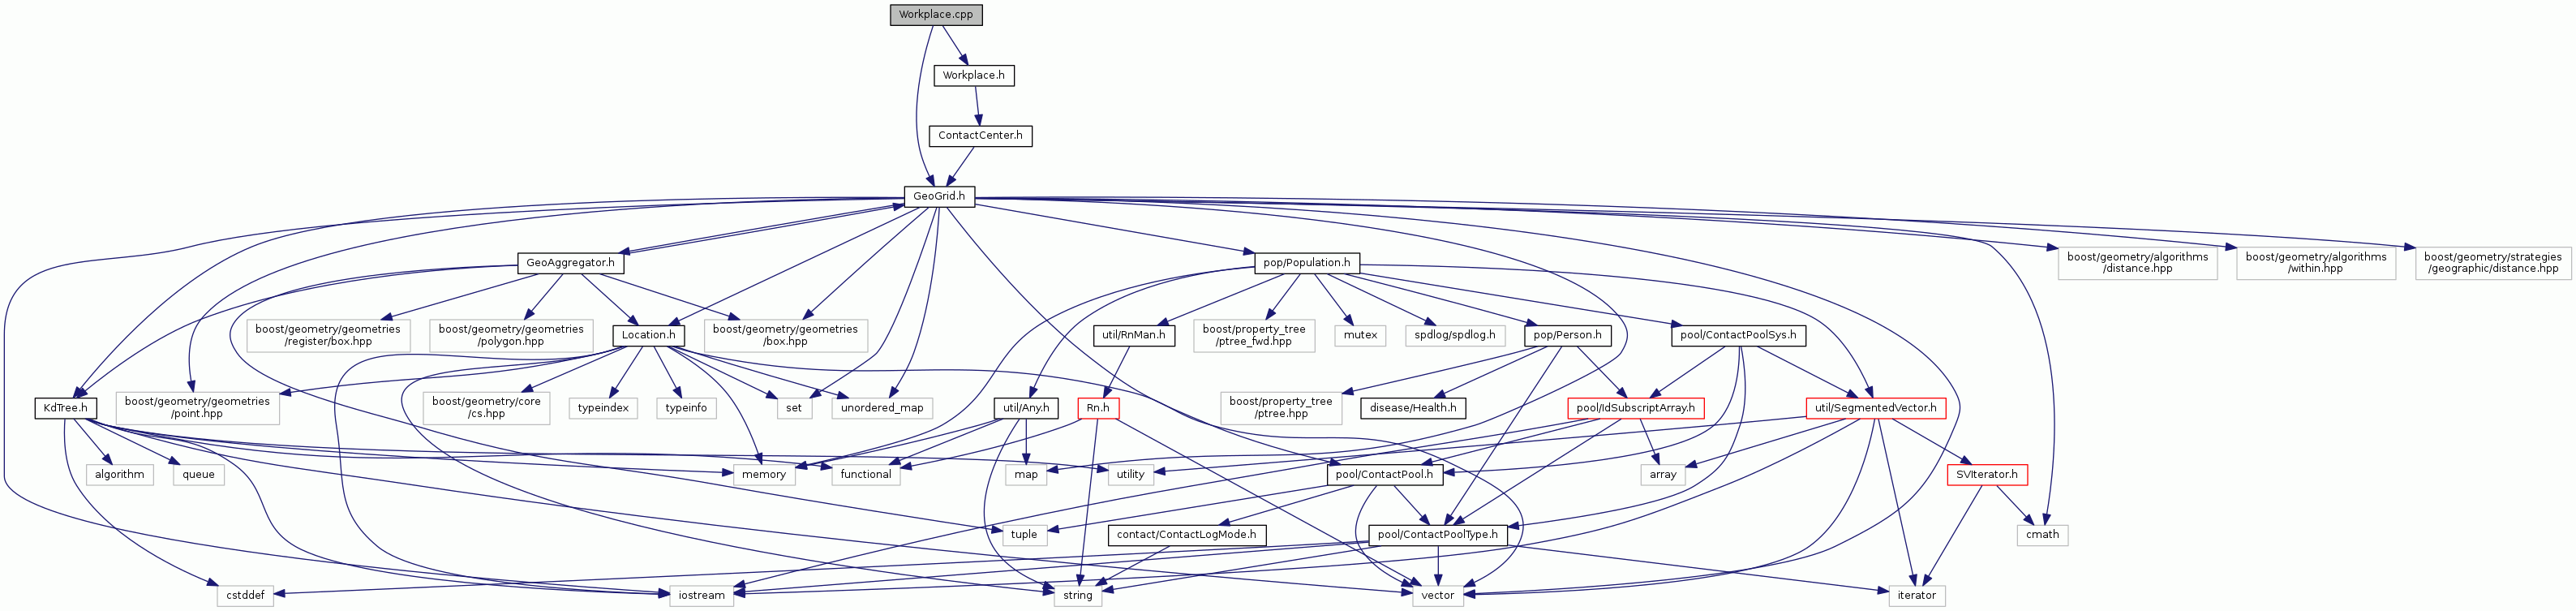 Workplace.cpp
Workplace.h
ContactCenter.h
GeoGrid.h
GeoAggregator.h
pop/Population.h
boost/geometry/algorithms
/distance.hpp
boost/geometry/algorithms
/within.hpp
boost/geometry/strategies
/geographic/distance.hpp
boost/geometry/geometries
/register/box.hpp
boost/geometry/geometries
/polygon.hpp
Location.h
boost/geometry/geometries
/box.hpp
util/RnMan.h
boost/property_tree
/ptree_fwd.hpp
mutex
spdlog/spdlog.h
pop/Person.h
pool/ContactPoolSys.h
KdTree.h
boost/geometry/geometries
/point.hpp
boost/geometry/core
/cs.hpp
typeindex
typeinfo
set
unordered_map
util/Any.h
Rn.h
boost/property_tree
/ptree.hpp
disease/Health.h
pool/IdSubscriptArray.h
util/SegmentedVector.h
algorithm
queue
memory
functional
map
utility
pool/ContactPool.h
array
SVIterator.h
tuple
contact/ContactLogMode.h
pool/ContactPoolType.h
cmath
cstddef
iostream
string
vector
iterator